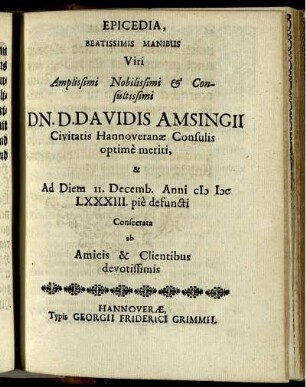 EPICEDIA,
BEATISSIMIS MANIBUS
Viri
Amplissimi Nobilissimi & Con-
sultissimi
DN. D. DAVIDIS AMSINGII
Civitatis Hannoveranæ Consulis
optimè meriti,
&
Ad Diem 11. Decemb. Anni cIↄ Iↄc
LXXXIII. piè defuncti
Consecrata
ab
Amicis & Clientibus
devotissimis
HANNOVERÆ,
Typis GEORGII FRIDERICI GRIMMII.